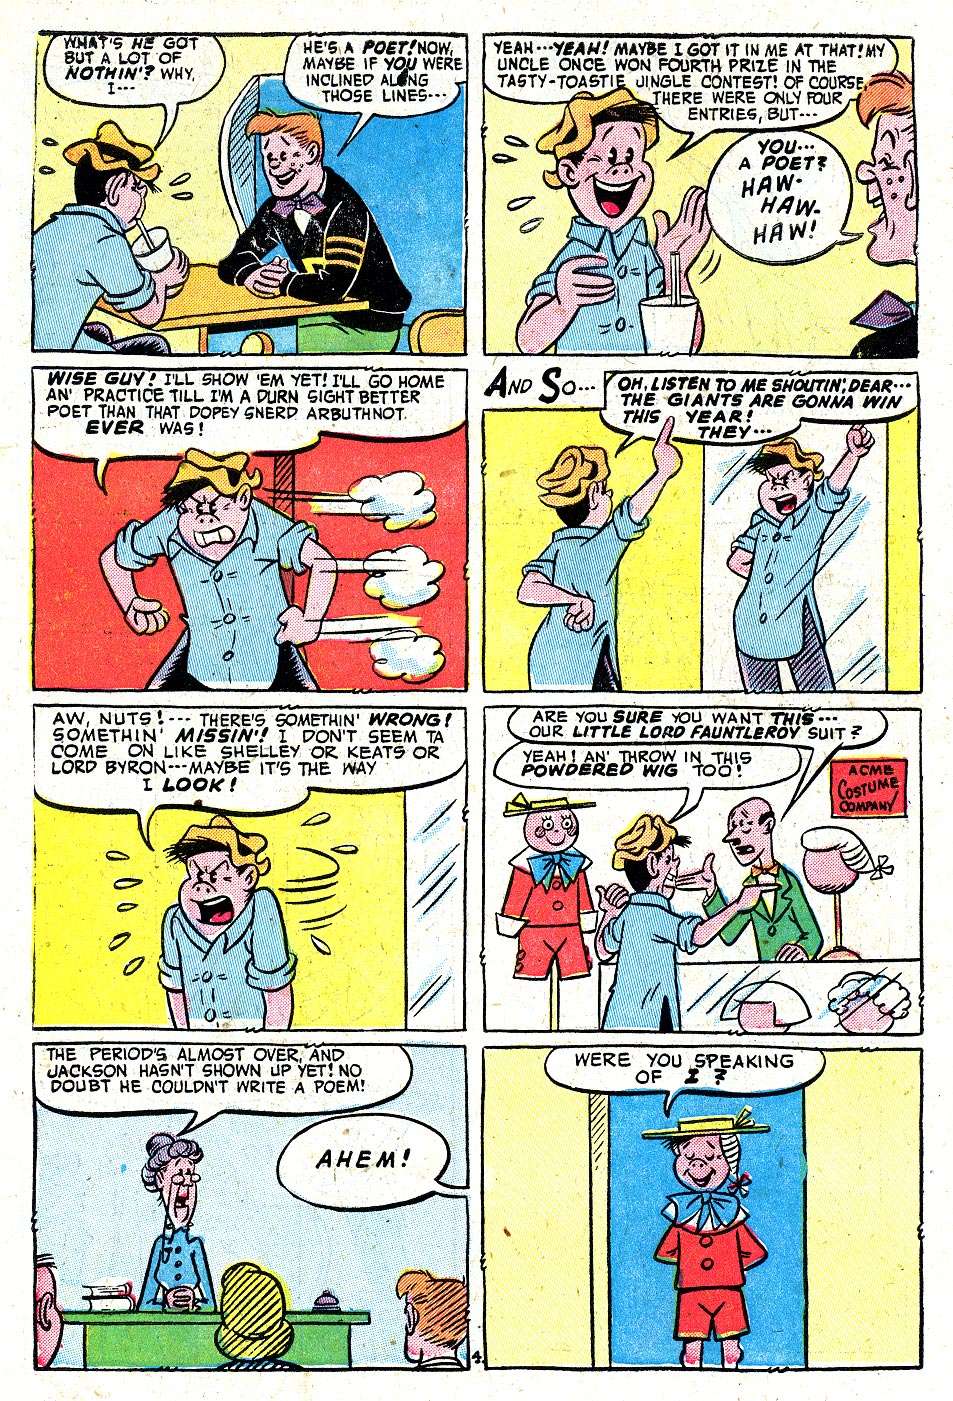 WHAT'S HE GOT
BUT A LOT OF
NOTHIN'? WHY,
I---
HE'S A POET! NOW,
MAYBE IF YOU WERE
INCLINED ALONG
THOSE LINES---
YEAH---YEAH! MAYBE I GOT IT IN ME AT THAT! MY
UNCLE ONCE WON FOURTH PRIZE IN THE
TASTY-TOASTIE JINGLE CONTEST! OF COURSE,
THERE WERE ONLY FOUR
ENTRIES, BUT---
YOU...
A POET?
HAW-
HAW-
HAW!
WISE GUY! I'LL SHOW 'EM YET! I'LL GO HOME
AN' PRACTICE TILL I'M A DURN SIGHT BETTER
POET THAN THAT DOPEY SNERD ARBUTHNOT
EVER WAS!
AND SO...
OH, LISTEN TO ME SHOUTIN', DEAR---
THE GIANTS ARE GONNA WIN
THIS YEAR!
THEY---
AW, NUTS!--- THERE'S SOMETHIN' WRONG!
SOMETHIN' MISSIN'! I DON'T SEEM TA
COME ON LIKE SHELLEY OR KEATS OR
LORD BYRON---MAYBE IT'S THE WAY
I LOOK!
ARE YOU SURE YOU WANT THIS---
OUR LITTLE LORD FAUNTLEROY SUIT?
YEAH! AN' THROW IN THIS
POWDERED WIG TOO!
ACME
COSTUME
COMPANY
THE PERIOD'S ALMOST OVER, AND
JACKSON HASN'T SHOWN UP YET! NO
DOUBT HE COULDN'T WRITE A POEM!
AHEM!
WERE YOU SPEAKING
OF I?
4.